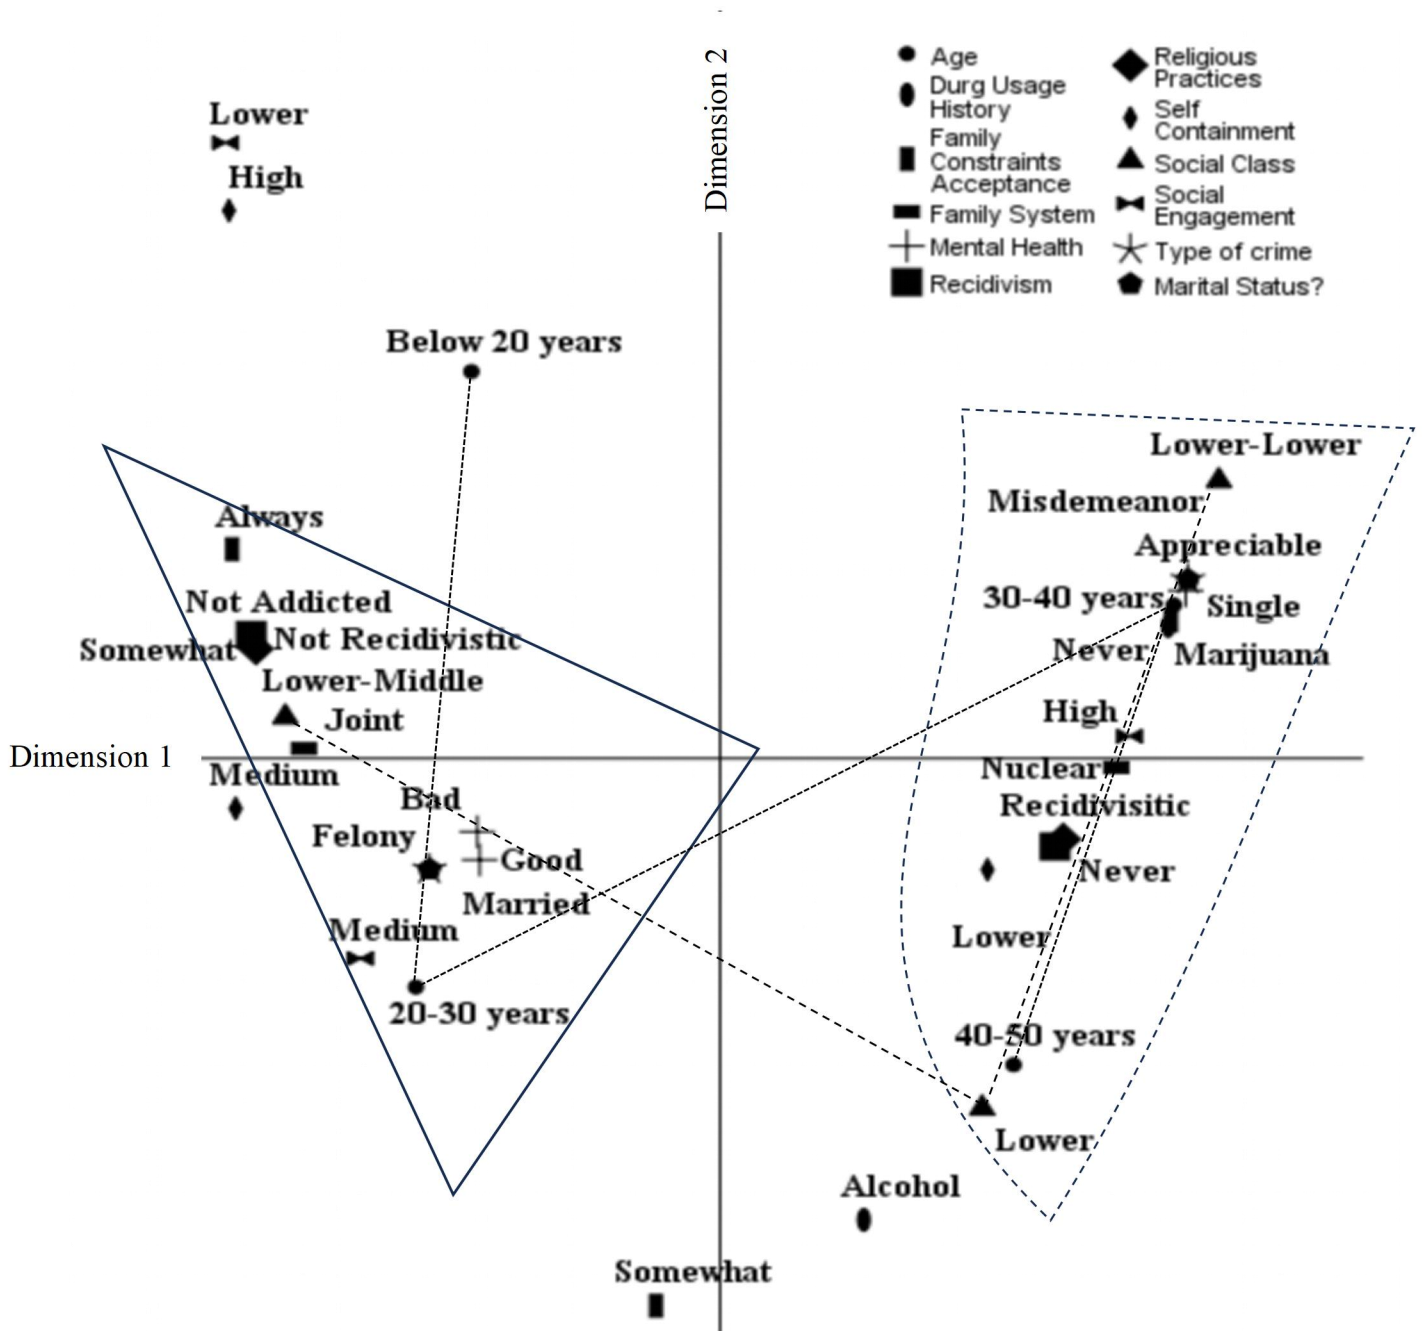 Dimension 2
Age
Durg Usage
History
Family
Constraints
Acceptance
Family System
Mental Health
Recidivism
Religious
Practices
Self
Containment
Social Class
Social
Engagement
Type of crime
Marital Status?
Lower
High
Below 20 years
Always
Not Addicted
Somewhat
Not Recidivistic
Lower-Middle
Joint
Dimension 1
Medium
Bad
Felony
Good
Married
Medium
20-30 years
Lower-Lower
Misdemeanor
Appreciable
30-40 years
Single
Never
Marijuana
High
Nuclear
Recidivisitic
Never
Lower
40-50 years
Lower
Alcohol
Somewhat